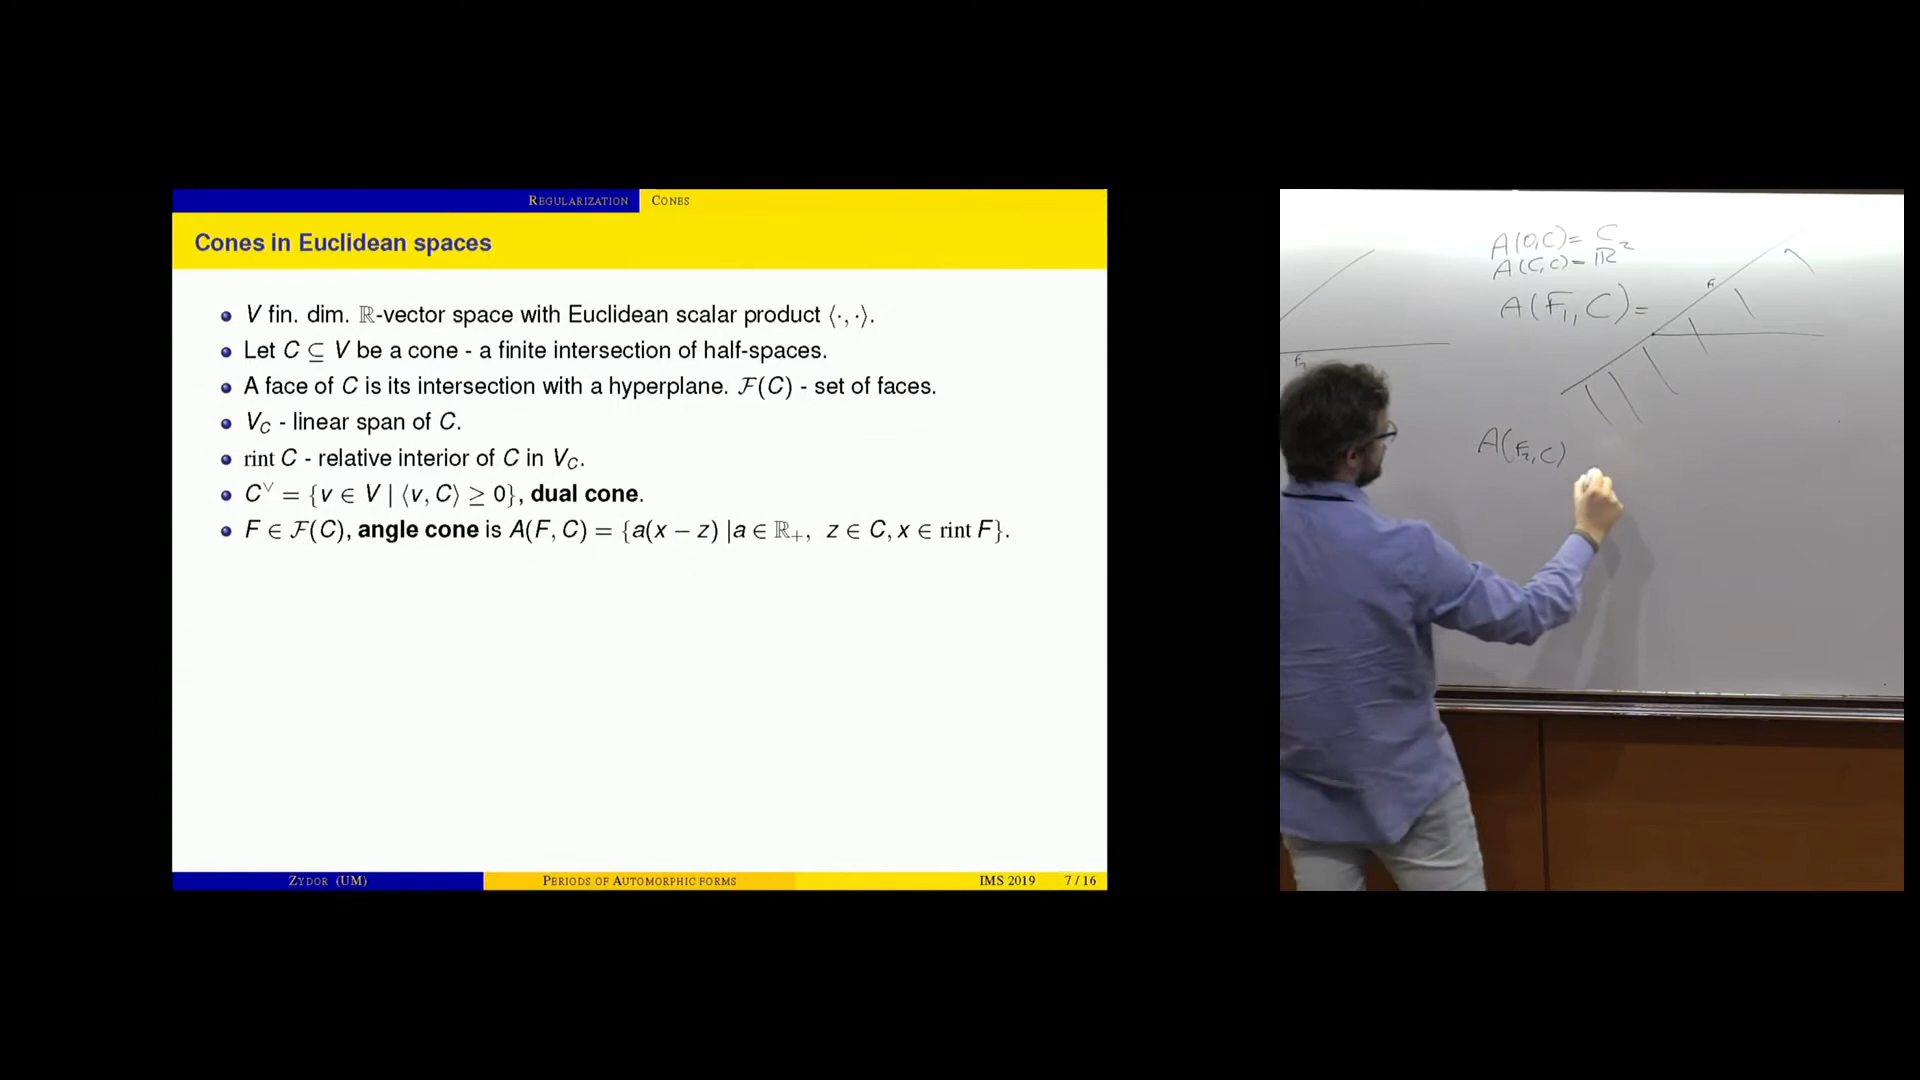 REGULARIZATION CONES
Cones in Euclidean spaces
V fin. dim. ℝ-vector space with Euclidean scalar product ⟨·, ·⟩.
Let C ⊆ V be a cone - a finite intersection of half-spaces.
A face of C is its intersection with a hyperplane. 𝓕(C) - set of faces.
V_C - linear span of C.
rint C - relative interior of C in V_C.
C^∨ = {v ∈ V | ⟨v, C⟩ ≥ 0}, dual cone.
F ∈ 𝓕(C), angle cone is A(F, C) = {a(x − z) | a ∈ ℝ₊, z ∈ C, x ∈ rint F}.
ZYDOR (UM) PERIODS OF AUTOMORPHIC FORMS IMS 2019 7 / 16
A(0,C)= C
A(C,C)= ℝ²
A(F₁,C)=
F₂
A(F₂,C)